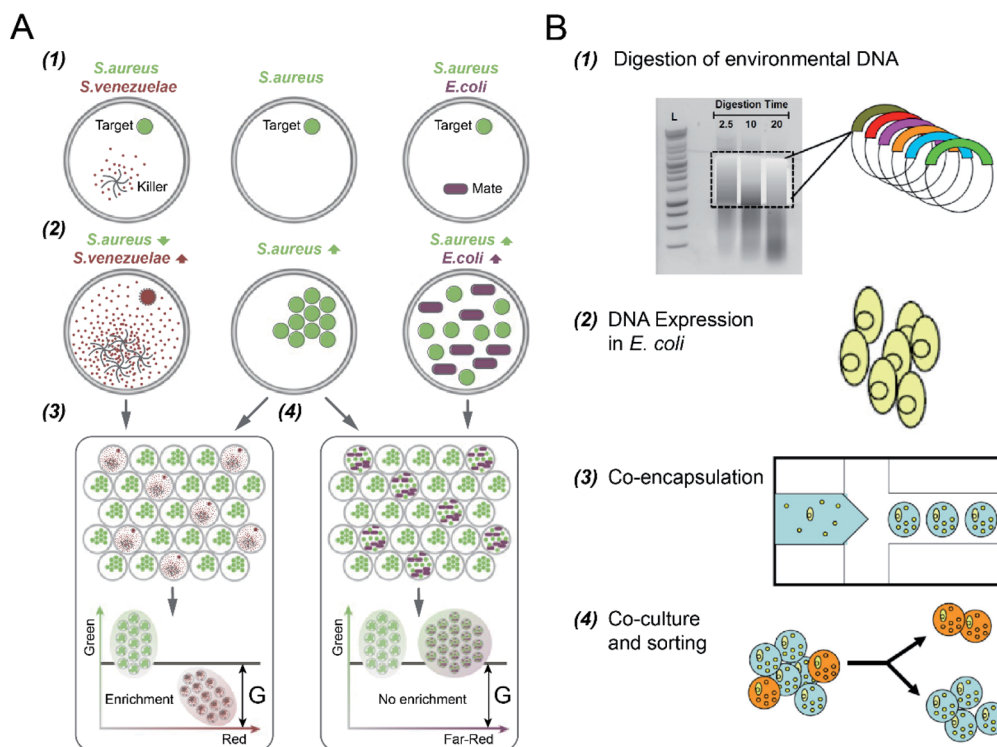 A
(1)
S.aureus
S.venezuelae
S.aureus
S.aureus
E.coli
Target
Killer
Target
Target
Mate
(2)
S.aureus
S.venezuelae
S.aureus
S.aureus
E.coli
(3)
(4)
Green
Enrichment
G
Red
Green
No enrichment
G
Far-Red
B
(1) Digestion of environmental DNA
Digestion Time
L 2.5 10 20
(2) DNA Expression
in E. coli
(3) Co-encapsulation
(4) Co-culture
and sorting